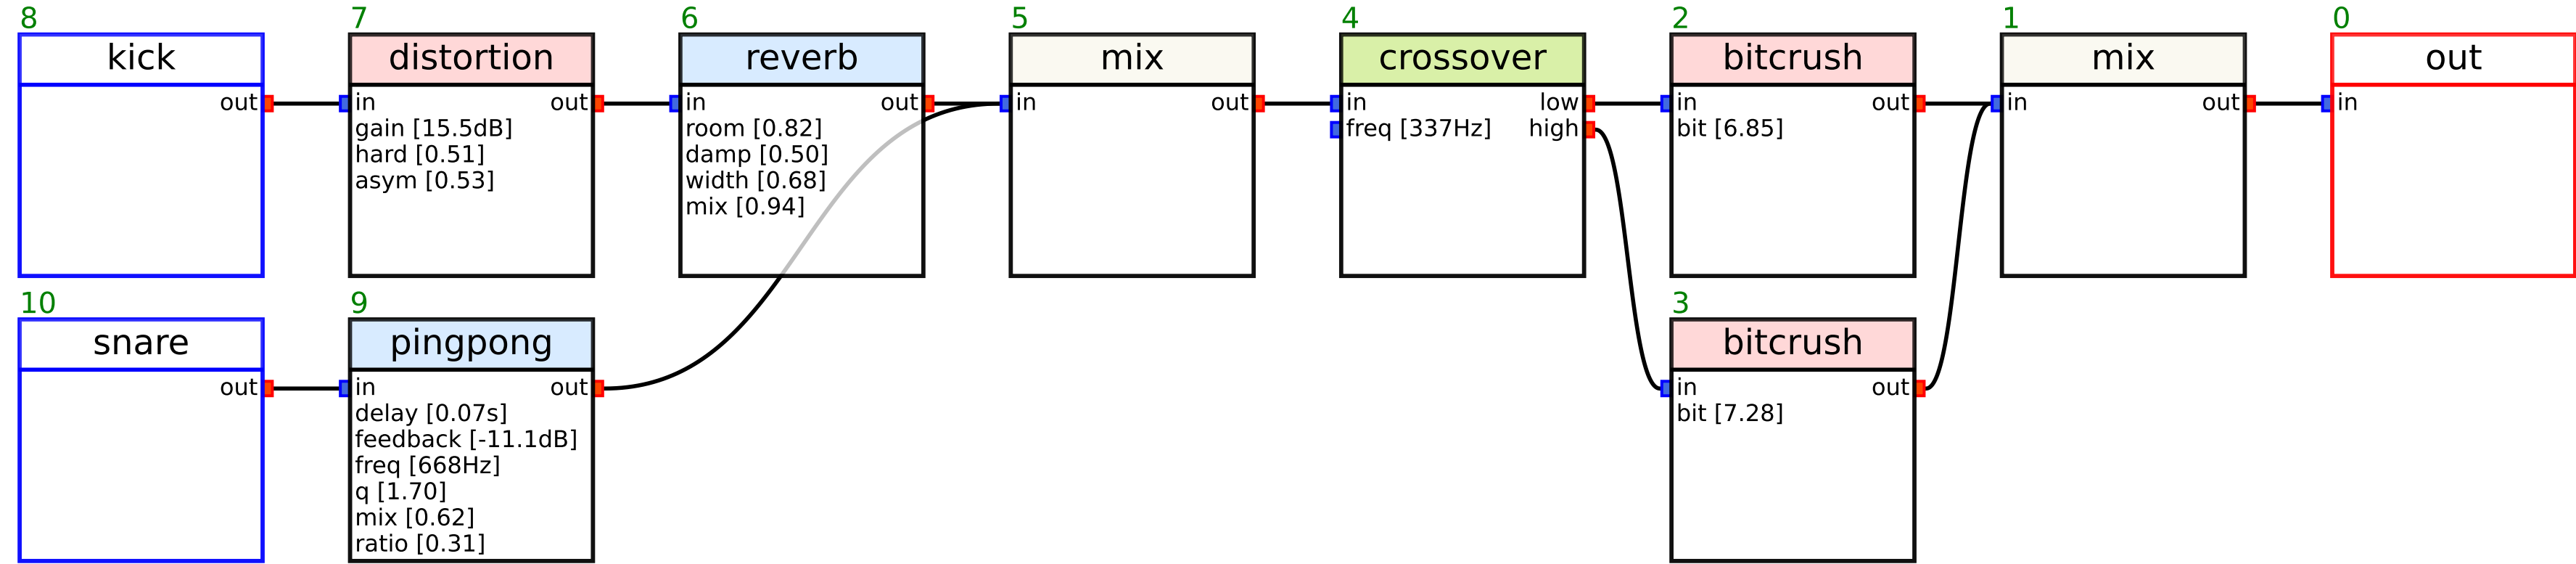 8
kick
out
7
distortion
in out
gain [15.5dB]
hard [0.51]
asym [0.53]
6
reverb
in out
room [0.82]
damp [0.50]
width [0.68]
mix [0.94]
5
mix
in out
4
crossover
in low
freq [337Hz] high
2
bitcrush
in out
bit [6.85]
1
mix
in out
0
out
in
10
snare
out
9
pingpong
in out
delay [0.07s]
feedback [-11.1dB]
freq [668Hz]
q [1.70]
mix [0.62]
ratio [0.31]
3
bitcrush
in out
bit [7.28]